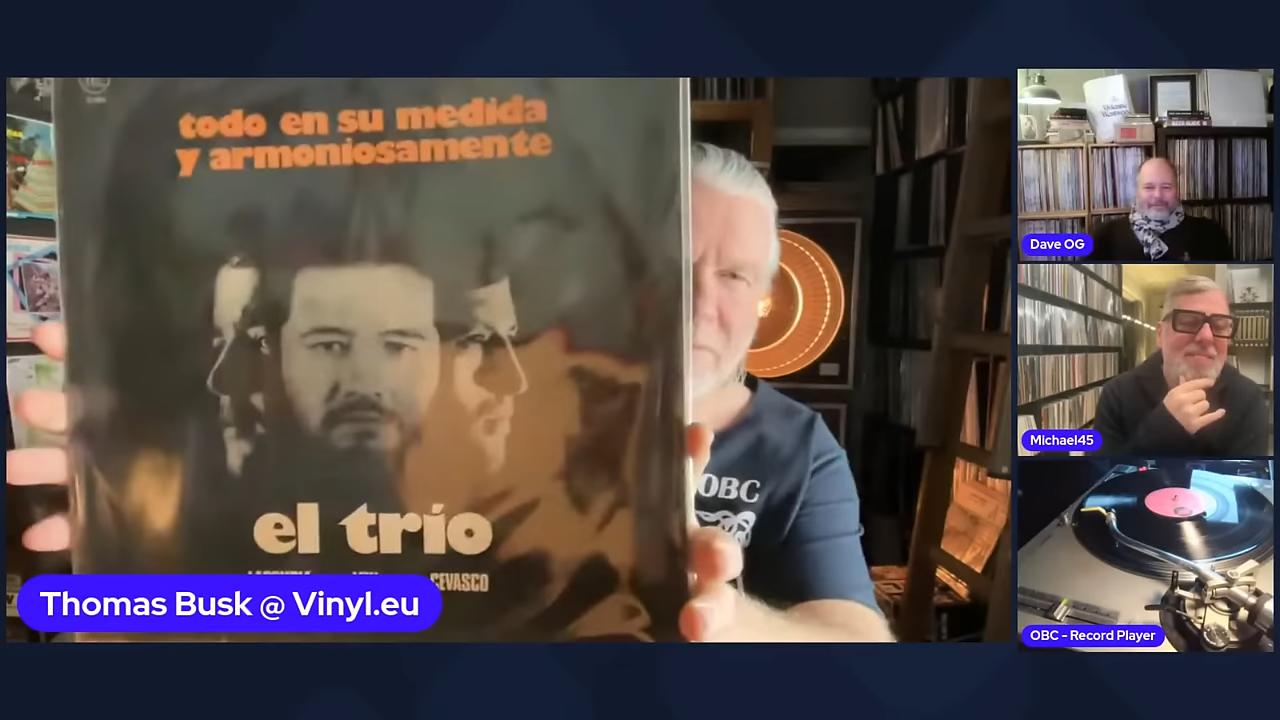 todo en su medida
y armoniosamente
el trío
CEVASCO
OBC
Thomas Busk @ Vinyl.eu
Dave OG
Michael45
OBC - Record Player